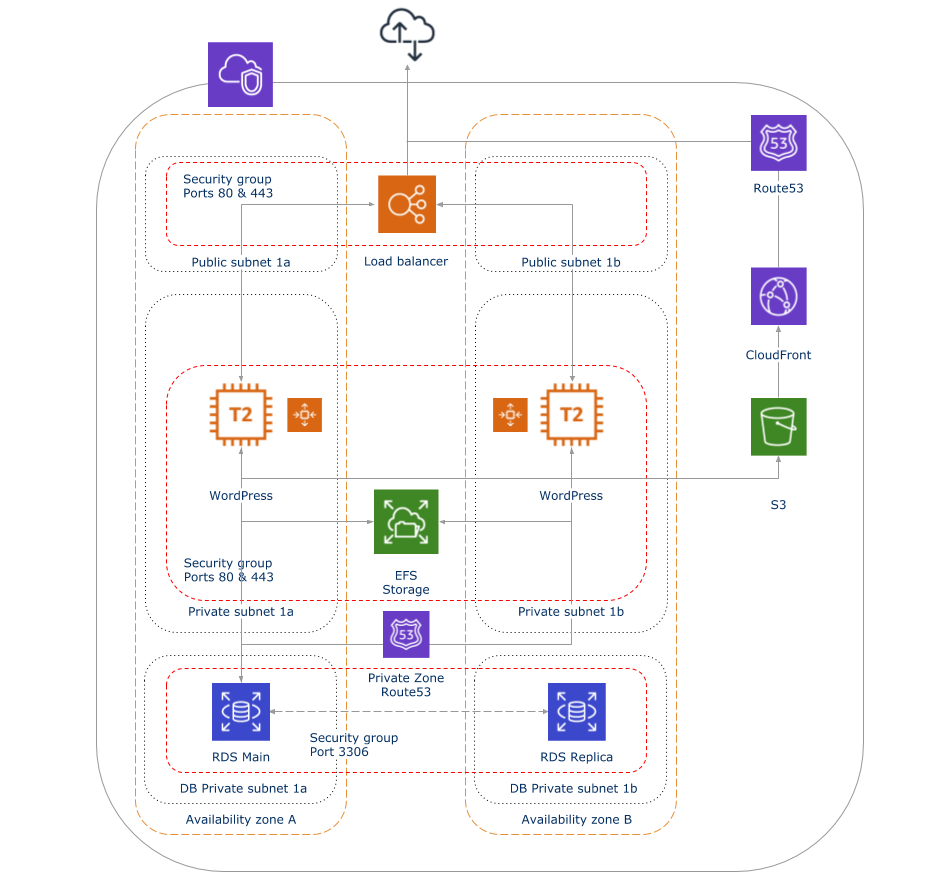 53
Security group
Ports 80 & 443
Route53
Public subnet 1a
Load balancer
Public subnet 1b
CloudFront
T2
T2
WordPress
WordPress
S3
Security group
Ports 80 & 443
EFS
Storage
Private subnet 1a
Private subnet 1b
53
Private Zone
Route53
Security group
Port 3306
RDS Main
RDS Replica
DB Private subnet 1a
DB Private subnet 1b
Availability zone A
Availability zone B